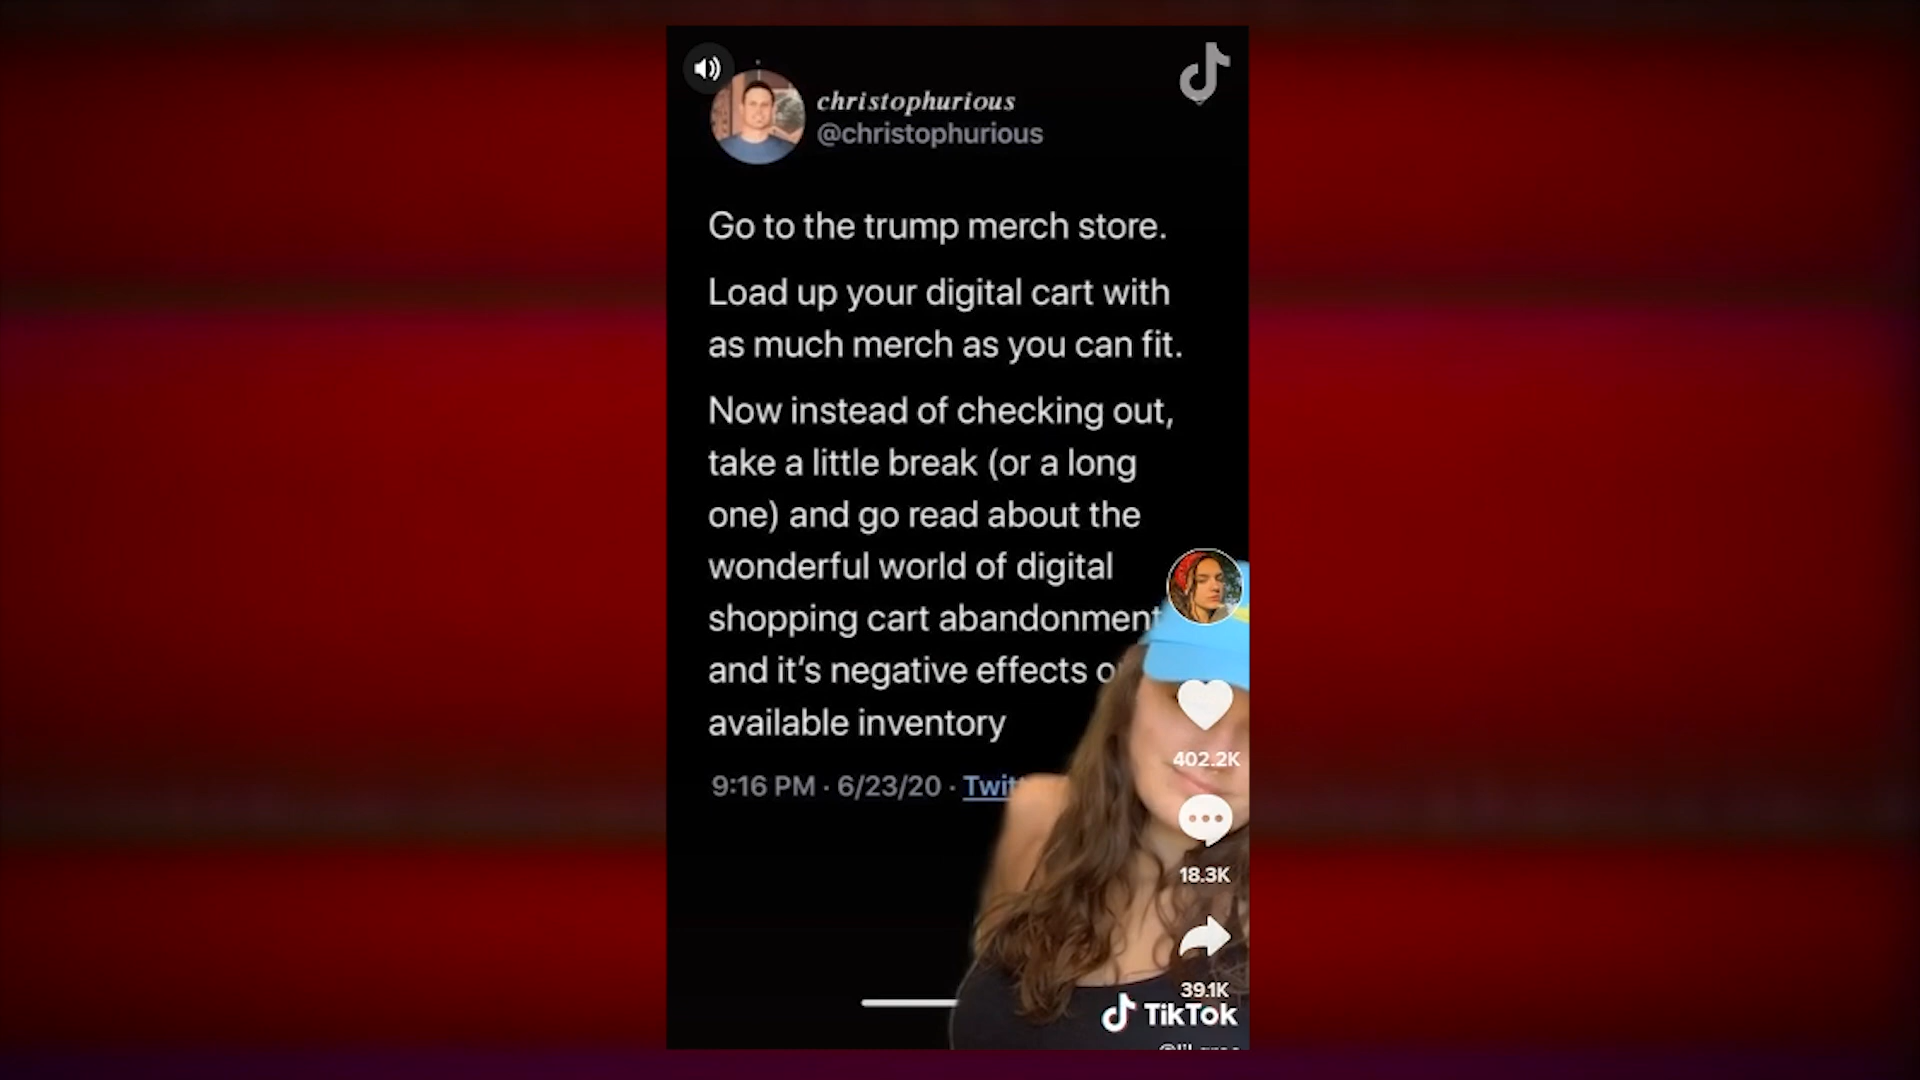 christophurious
@christophurious
Go to the trump merch store.
Load up your digital cart with
as much merch as you can fit.
Now instead of checking out,
take a little break (or a long
one) and go read about the
wonderful world of digital
shopping cart abandonment
and it's negative effects
available inventory
9:16 PM · 6/23/20 ·
402.2K
18.3K
39.1K
TikTok